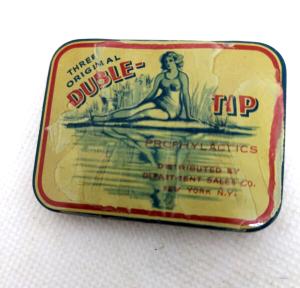 THREE
ORIGINAL
DUBLE-
TIP
PROPHYLACTICS
DISTRIBUTED BY
DEPARTMENT SALES CO.
NEW YORK N.Y.